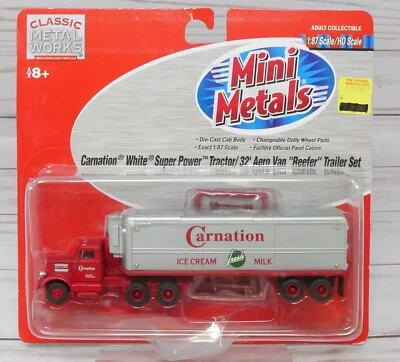 CLASSIC
METAL
WORKS
8+
ADULT COLLECTIBLE
1:87 Scale/HO Scale
Mini
Metals
•Die-Cast Cab Body •Changeable Dolly Wheel Parts
•Exact 1:87 Scale •Factory Official Paint Colors
Carnation® White® Super Power™ Tractor/ 32' Aero Van "Reefer" Trailer Set
Carnation
ICE CREAM Fresh MILK
Carnation